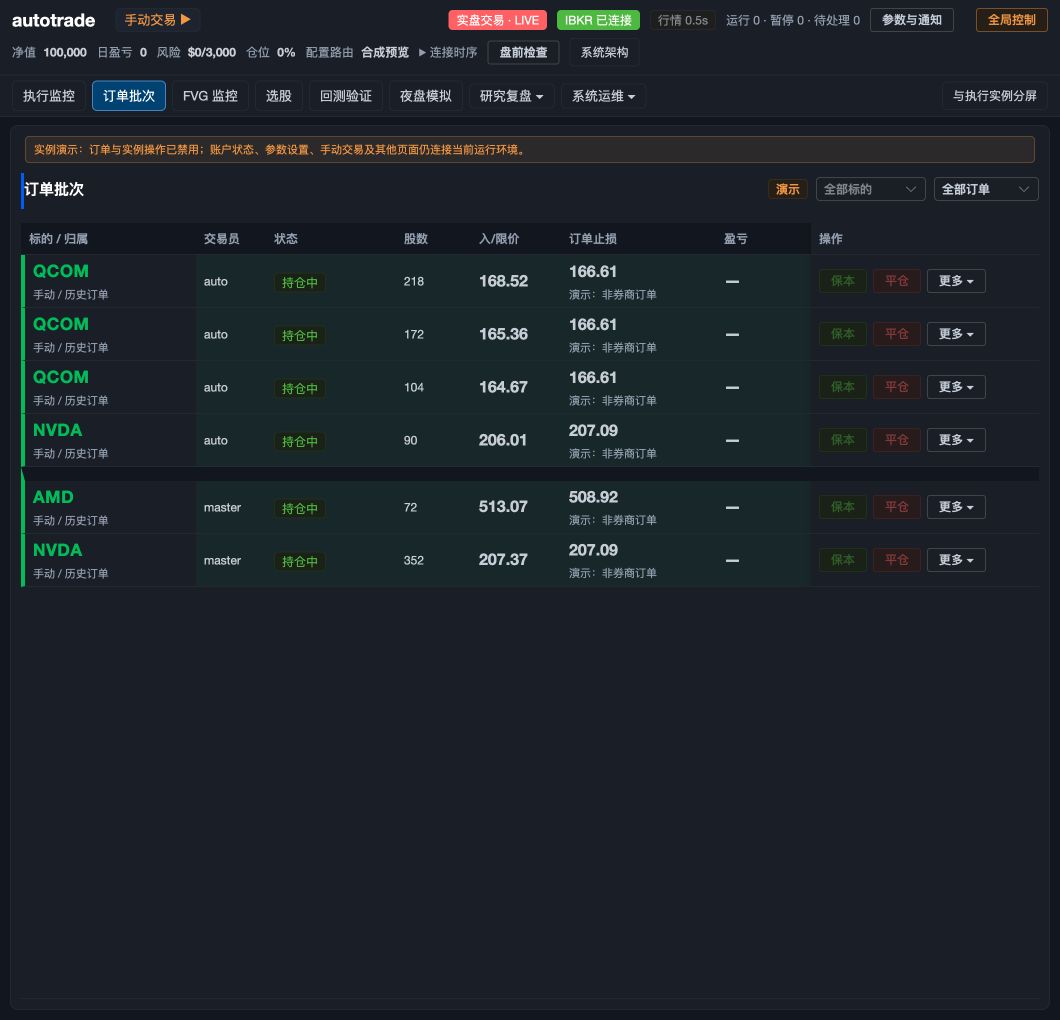 autotrade 手动交易 ▶ 实盘交易 · LIVE IBKR 已连接 行情 0.5s 运行 0 · 暂停 0 · 待处理 0 参数与通知 全局控制
净值 100,000 日盈亏 0 风险 $0/3,000 仓位 0% 配置路由 合成预览 ▶ 连接时序 盘前检查 系统架构
执行监控 订单批次 FVG 监控 选股 回测验证 夜盘模拟 研究复盘 系统运维 与执行实例分屏
实例演示：订单与实例操作已禁用；账户状态、参数设置、手动交易及其他页面仍连接当前运行环境。
订单批次 演示 全部标的 全部订单
标的 / 归属 交易员 状态 股数 入/限价 订单止损 盈亏 操作
QCOM auto 持仓中 218 168.52 166.61 — 保本 平仓 更多
手动 / 历史订单 演示：非券商订单
QCOM auto 持仓中 172 165.36 166.61 — 保本 平仓 更多
手动 / 历史订单 演示：非券商订单
QCOM auto 持仓中 104 164.67 166.61 — 保本 平仓 更多
手动 / 历史订单 演示：非券商订单
NVDA auto 持仓中 90 206.01 207.09 — 保本 平仓 更多
手动 / 历史订单 演示：非券商订单
AMD master 持仓中 72 513.07 508.92 — 保本 平仓 更多
手动 / 历史订单 演示：非券商订单
NVDA master 持仓中 352 207.37 207.09 — 保本 平仓 更多
手动 / 历史订单 演示：非券商订单